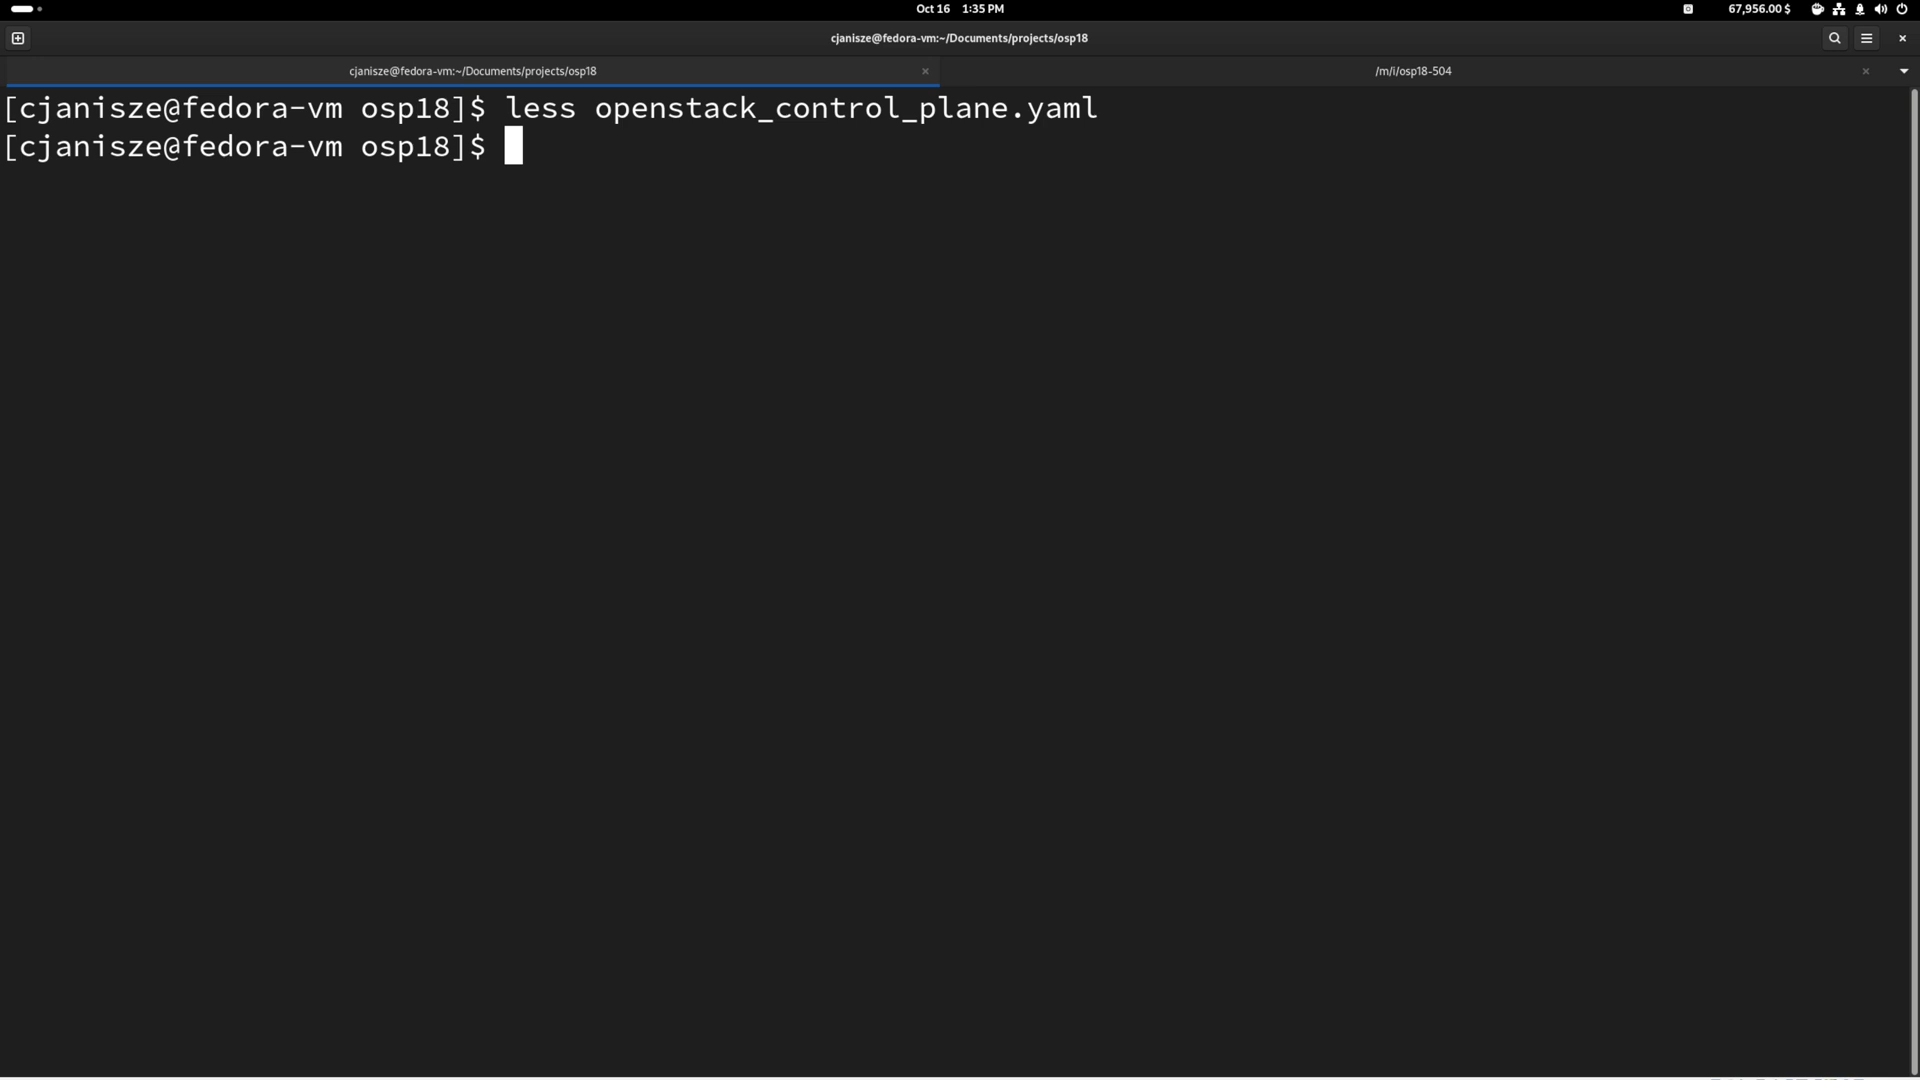 Oct 16 1:35 PM
67,956.00 $
cjanisze@fedora-vm:~/Documents/projects/osp18
cjanisze@fedora-vm:~/Documents/projects/osp18
/m/i/osp18-504
[cjanisze@fedora-vm osp18]$ less openstack_control_plane.yaml
[cjanisze@fedora-vm osp18]$